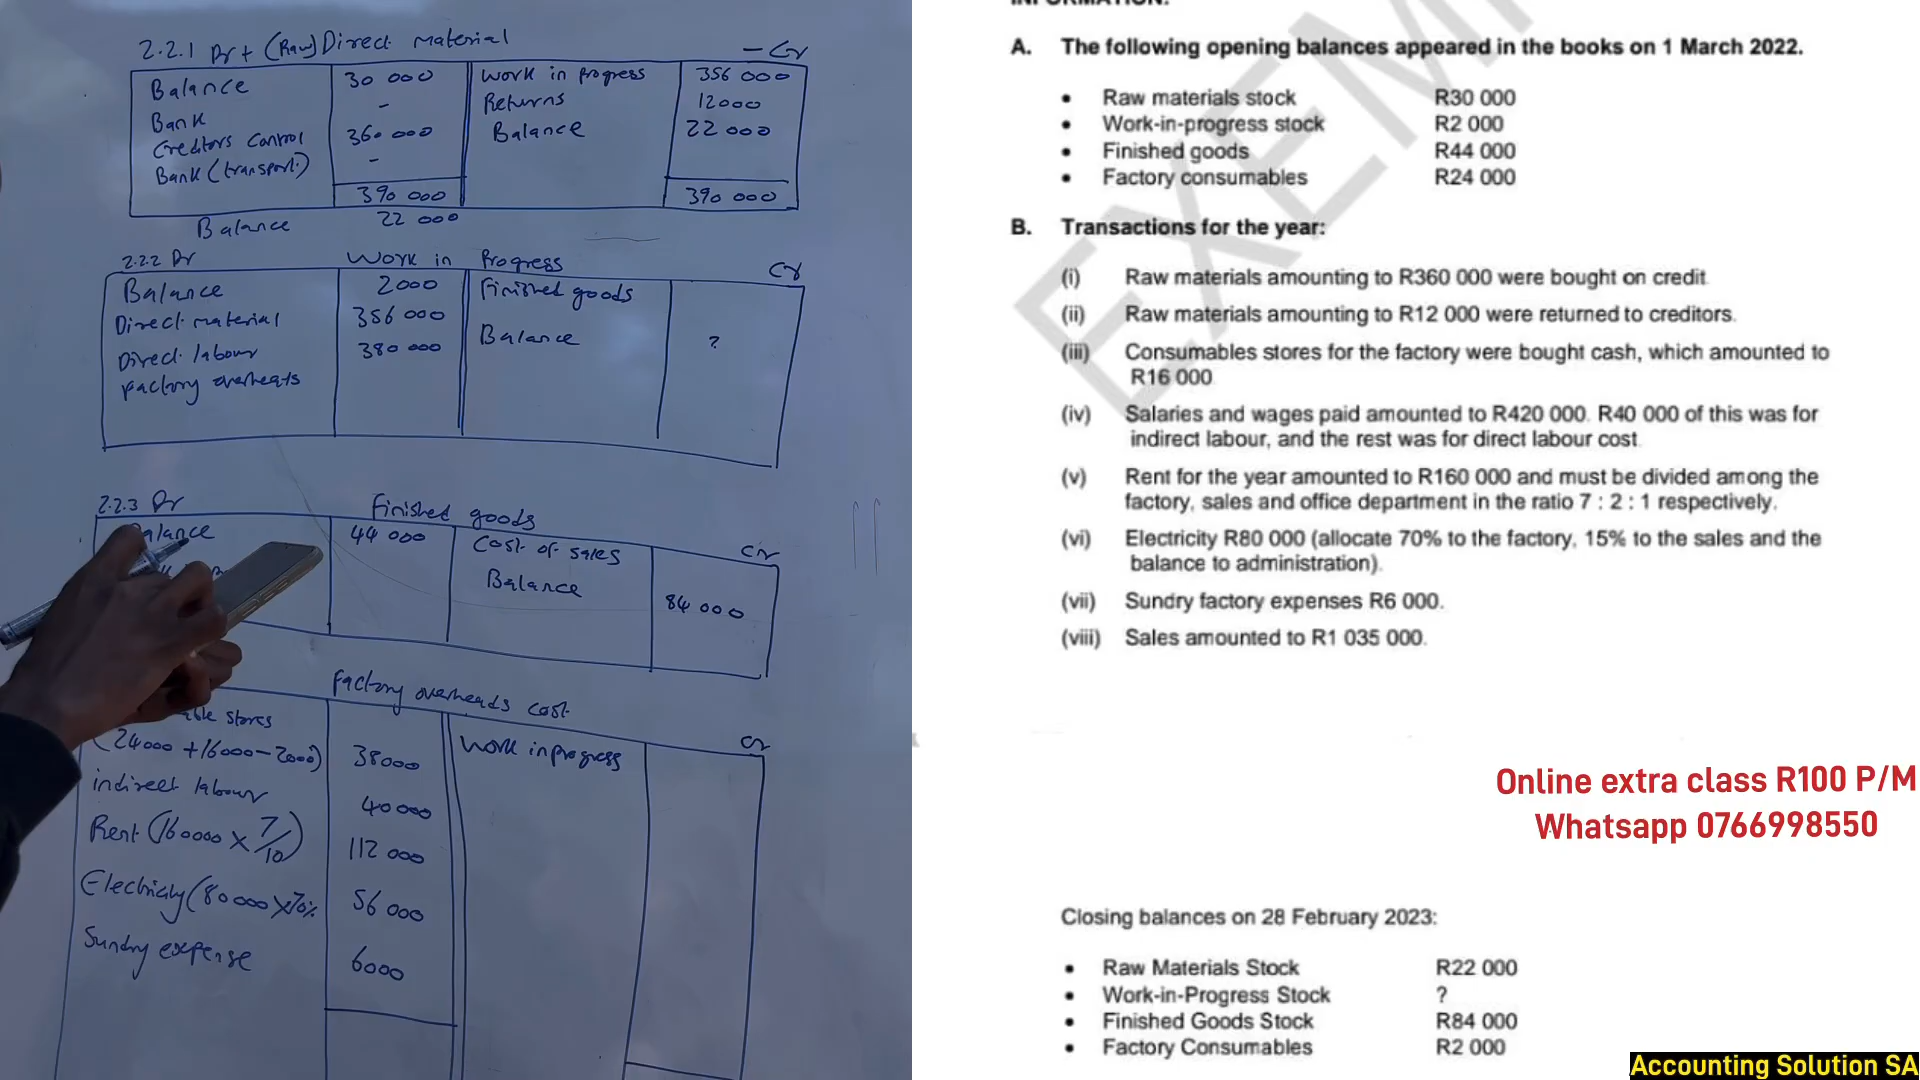 2.2.1 Dr + (Raw) Direct material - Cr
Balance 30 000 Work in progress 356 000
Bank - Returns 12000
Creditors control 360 000 Balance 22 000
Bank (transport) -
390 000 390 000
Balance 22 000
2.2.2 Dr Work in Progress Cr
Balance 2000 Finished goods
Direct material 356 000
Direct labour 380 000 Balance ?
Factory overheats
2.2.3 Dr Finished goods Cr
Balance 44 000 Cost of sales
Balance 84 000
Factory overheads cost Cr
stores
(24000 + 16000 - 2000) 38000 Work in progress
indirect labour 40 000
Rent (160000 × 7/10) 112 000
Electricity (80 000 × 70% 56 000
Sundry expense 6000
INFORMATION:
A. The following opening balances appeared in the books on 1 March 2022.
• Raw materials stock R30 000
• Work-in-progress stock R2 000
• Finished goods R44 000
• Factory consumables R24 000
B. Transactions for the year:
(i) Raw materials amounting to R360 000 were bought on credit.
(ii) Raw materials amounting to R12 000 were returned to creditors.
(iii) Consumables stores for the factory were bought cash, which amounted to
R16 000
(iv) Salaries and wages paid amounted to R420 000. R40 000 of this was for
indirect labour, and the rest was for direct labour cost.
(v) Rent for the year amounted to R160 000 and must be divided among the
factory, sales and office department in the ratio 7 : 2 : 1 respectively.
(vi) Electricity R80 000 (allocate 70% to the factory, 15% to the sales and the
balance to administration).
(vii) Sundry factory expenses R6 000.
(viii) Sales amounted to R1 035 000.
Online extra class R100 P/M
Whatsapp 0766998550
Closing balances on 28 February 2023:
• Raw Materials Stock R22 000
• Work-in-Progress Stock ?
• Finished Goods Stock R84 000
• Factory Consumables R2 000
Accounting Solution SA